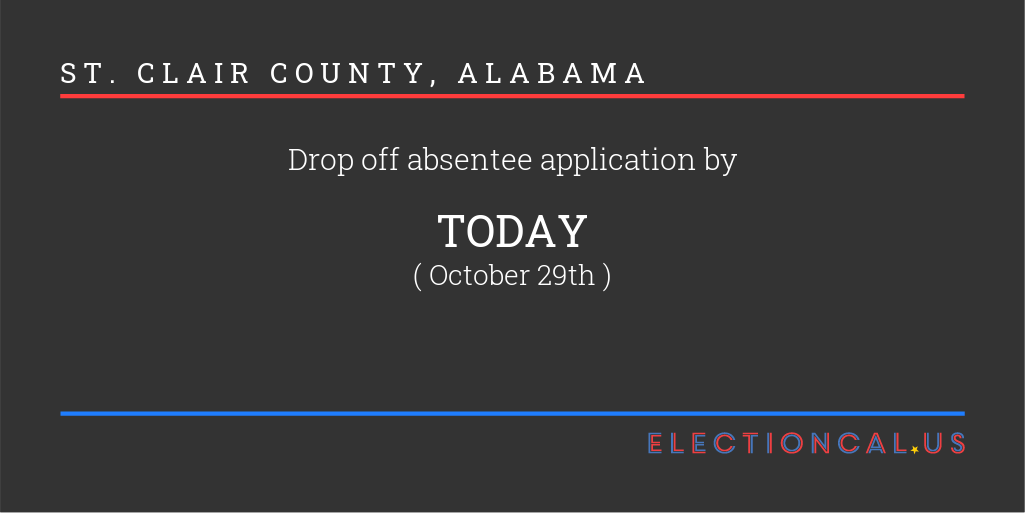 ST. CLAIR COUNTY, ALABAMA
Drop off absentee application by
TODAY
( October 29th )
ELECTIONCAL.US